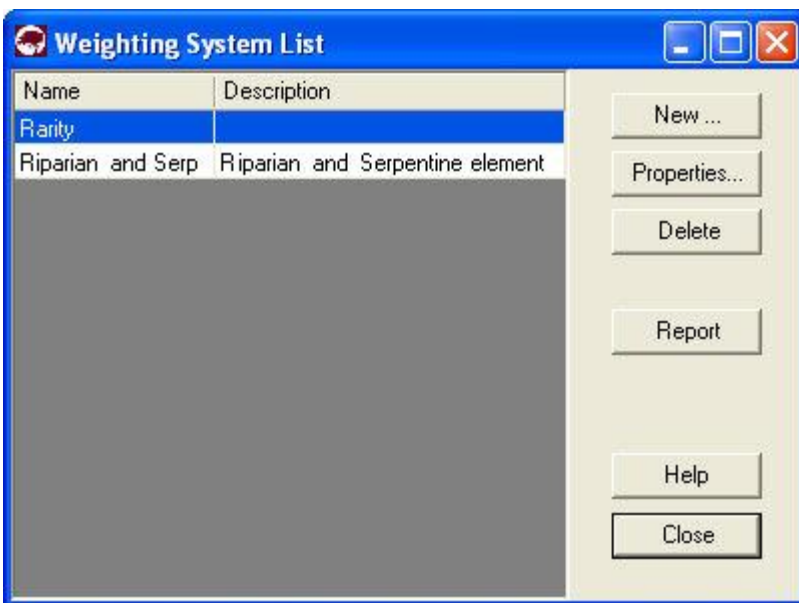 Weighting System List
Name Description
Rarity
Riparian and Serp Riparian and Serpentine element
New ...
Properties...
Delete
Report
Help
Close